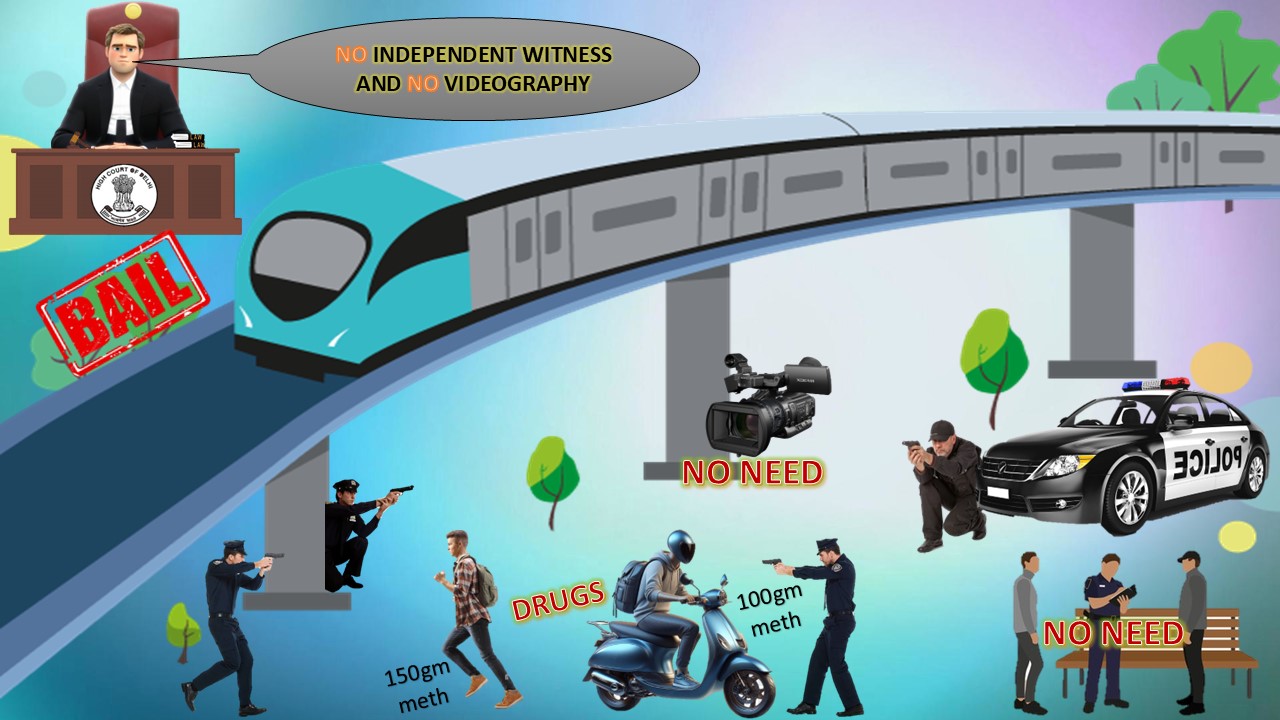 NO INDEPENDENT WITNESS
AND NO VIDEOGRAPHY
LAW
LAW
HIGH COURT OF DELHI
BAIL
NO NEED
POLICE
DRUGS
100gm
meth
150gm
meth
NO NEED